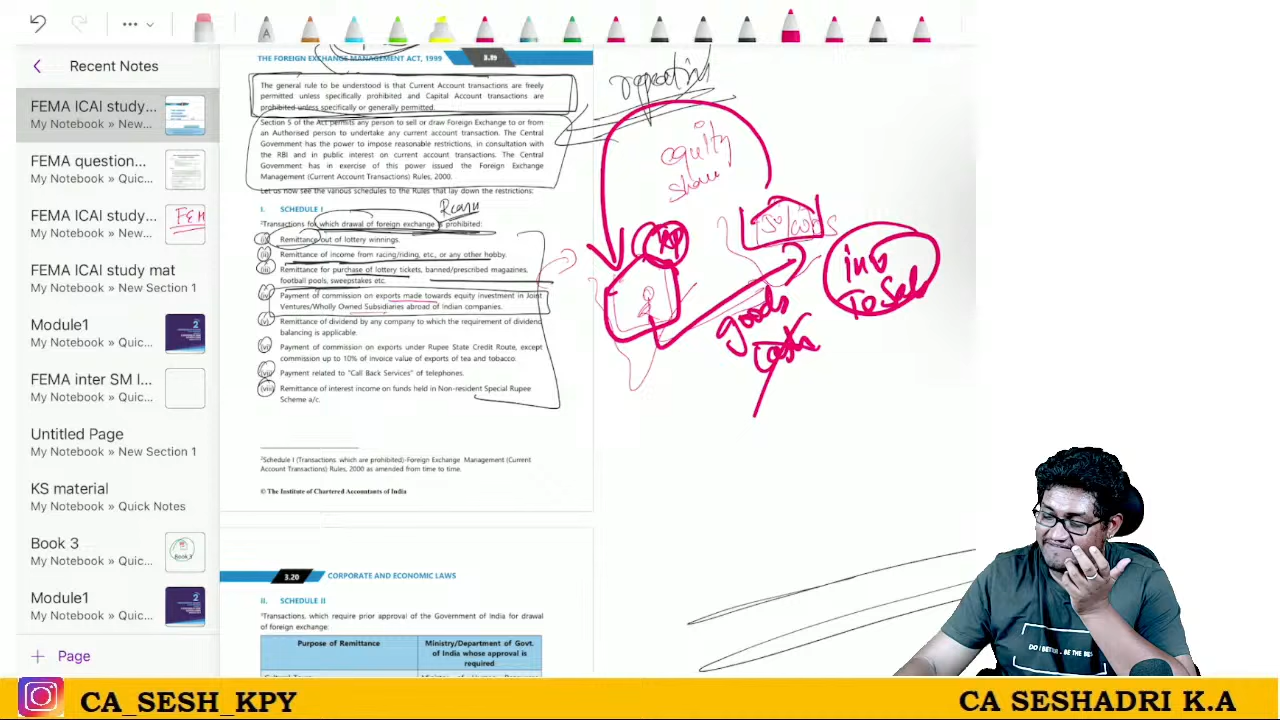 Recent Notes
FEMA ICAI study...
My Notebook » Quic...
FEMA question...
My Notebook » Quic...
FEMA ICAI study...
My Notebook » Quic...
FEM
FEMA ICAI study mat
My Notebook » New Section 1
Module1
My Notebook » Quic...
FEMA Inter SM I...
My Notebook » Quic...
Untitled Page
My Notebook » New Section 1
KS mariai
My Notebook » Quick Notes
Book 3
My Notebook » Quic...
Book 3
Module1
My Notebook » Quic...
+ Page
THE FOREIGN EXCHANGE MANAGEMENT ACT, 1999
3.19
The general rule to be understood is that Current Account transactions are freely
permitted unless specifically prohibited and Capital Account transactions are
prohibited unless specifically or generally permitted.
Section 5 of the Act permits any person to sell or draw Foreign Exchange to or from
an Authorised person to undertake any current account transaction. The Central
Government has the power to impose reasonable restrictions, in consultation with
the RBI and in public interest on current account transactions. The Central
Government has in exercise of this power issued the Foreign Exchange
Management (Current Account Transactions) Rules, 2000.
Let us now see the various schedules to the Rules that lay down the restrictions:
I. SCHEDULE I
²Transactions for which drawal of foreign exchange is prohibited:
(i) Remittance out of lottery winnings.
(ii) Remittance of income from racing/riding, etc., or any other hobby.
(iii) Remittance for purchase of lottery tickets, banned/prescribed magazines,
football pools, sweepstakes etc.
(iv) Payment of commission on exports made towards equity investment in Joint
Ventures/Wholly Owned Subsidiaries abroad of Indian companies.
(v) Remittance of dividend by any company to which the requirement of dividend
balancing is applicable.
(vi) Payment of commission on exports under Rupee State Credit Route, except
commission up to 10% of invoice value of exports of tea and tobacco.
(vii) Payment related to "Call Back Services" of telephones.
(viii) Remittance of interest income on funds held in Non-resident Special Rupee
Scheme a/c.
²Schedule I (Transactions which are prohibited)-Foreign Exchange Management (Current
Account Transactions) Rules, 2000 as amended from time to time.
© The Institute of Chartered Accountants of India
equity
share
goods
To Sell
3.20
CORPORATE AND ECONOMIC LAWS
II. SCHEDULE II
⁴Transactions, which require prior approval of the Government of India for drawal
of foreign exchange:
Purpose of Remittance
Ministry/Department of Govt.
of India whose approval is
required
DO I BETTER . BE THE BES
CA_SESH_KPY
CA SESHADRI K.A